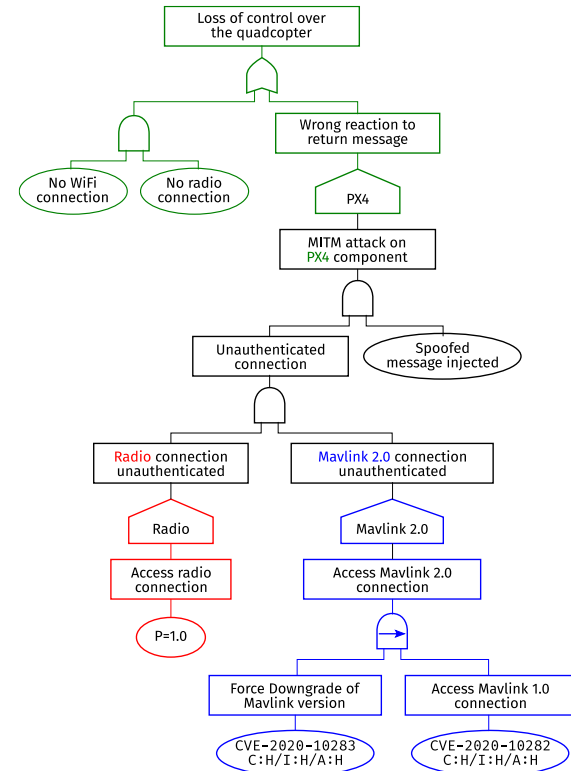 Loss of control over
the quadcopter
Wrong reaction to
return message
No WiFi
connection
No radio
connection
PX4
MITM attack on
PX4 component
Unauthenticated
connection
Spoofed
message injected
Radio connection
unauthenticated
Mavlink 2.0 connection
unauthenticated
Radio
Mavlink 2.0
Access radio
connection
Access Mavlink 2.0
connection
P=1.0
Force Downgrade of
Mavlink version
Access Mavlink 1.0
connection
CVE-2020-10283
C:H/I:H/A:H
CVE-2020-10282
C:H/I:H/A:H